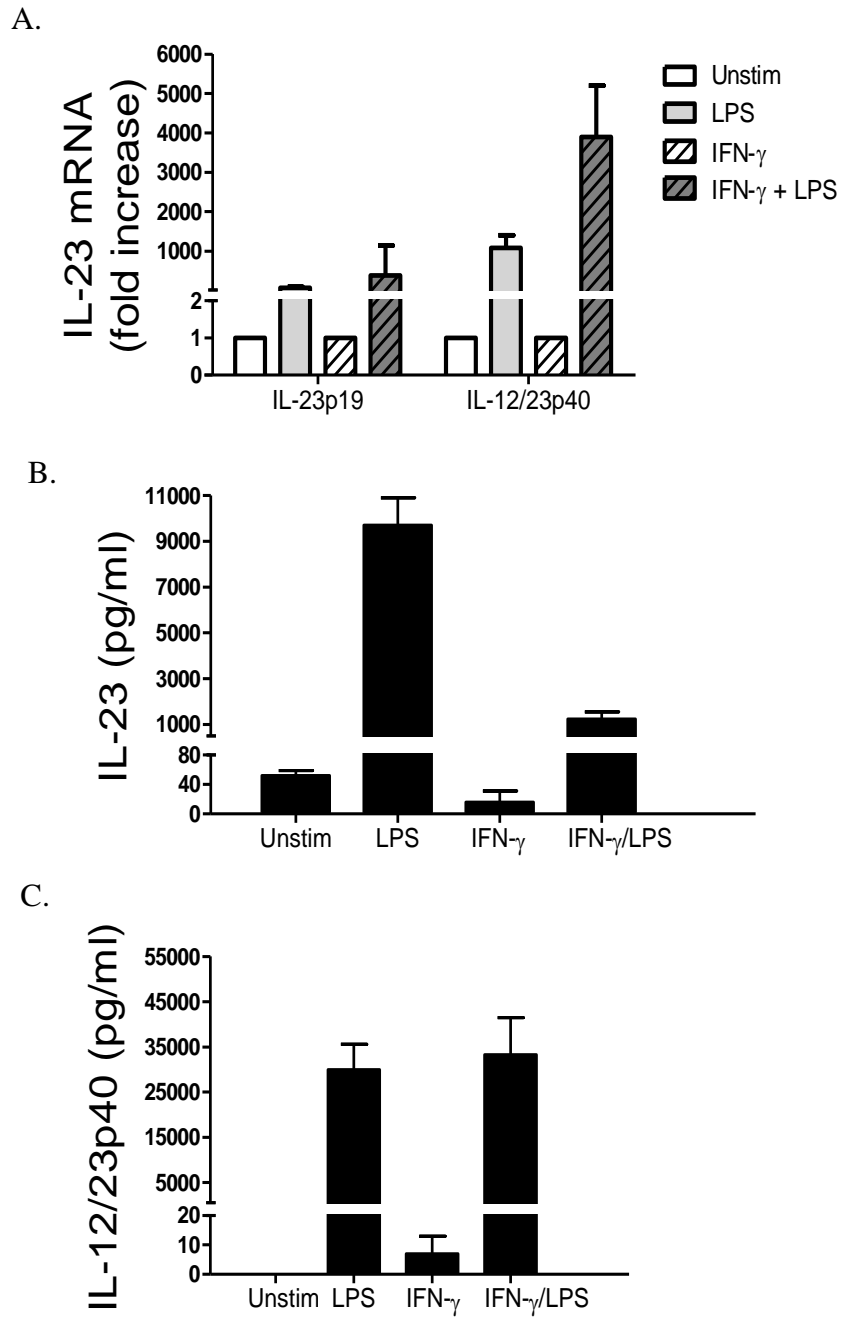 A.
IL-23 mRNA
(fold increase)
6000
5000
4000
3000
2000
1000
2
1
0
IL-23p19 IL-12/23p40
Unstim
LPS
IFN-γ
IFN-γ + LPS
B.
IL-23 (pg/ml)
11000
9000
7000
5000
3000
1000
80
40
0
Unstim LPS IFN-γ IFN-γ/LPS
C.
IL-12/23p40 (pg/ml)
55000
45000
35000
25000
15000
5000
20
10
0
Unstim LPS IFN-γ IFN-γ/LPS